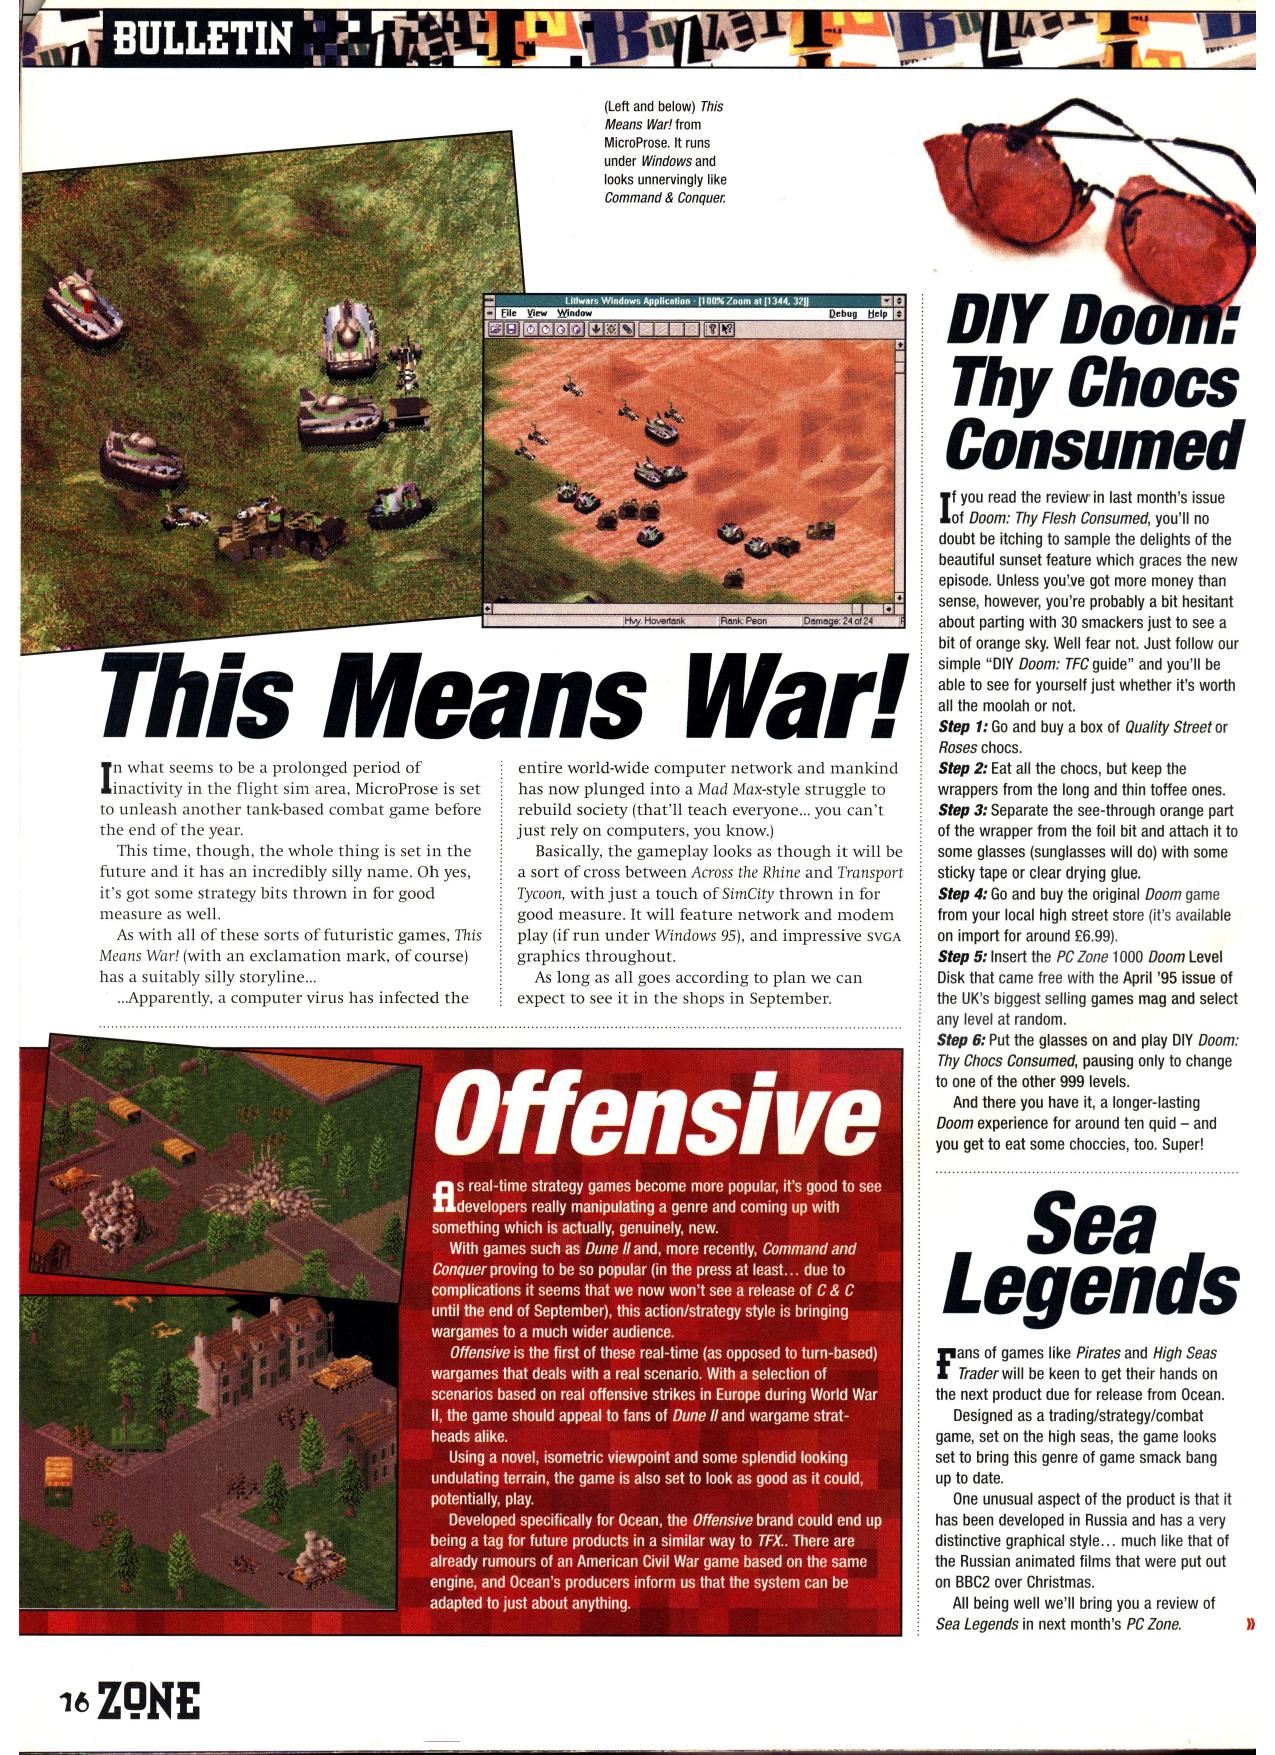 BULLETIN
(Left and below) This
Means War! from
MicroProse. It runs
under Windows and
looks unnervingly like
Command & Conquer.
Litlwars Windows Application - [100% Zoom at [1344, 32]]
File View Window Debug Help
Hvy. Hovertank Rank: Peon Damage: 24 of 24
This Means War!
In what seems to be a prolonged period of
inactivity in the flight sim area, MicroProse is set
to unleash another tank-based combat game before
the end of the year.
This time, though, the whole thing is set in the
future and it has an incredibly silly name. Oh yes,
it's got some strategy bits thrown in for good
measure as well.
As with all of these sorts of futuristic games, This
Means War! (with an exclamation mark, of course)
has a suitably silly storyline...
...Apparently, a computer virus has infected the
entire world-wide computer network and mankind
has now plunged into a Mad Max-style struggle to
rebuild society (that'll teach everyone... you can't
just rely on computers, you know.)
Basically, the gameplay looks as though it will be
a sort of cross between Across the Rhine and Transport
Tycoon, with just a touch of SimCity thrown in for
good measure. It will feature network and modem
play (if run under Windows 95), and impressive SVGA
graphics throughout.
As long as all goes according to plan we can
expect to see it in the shops in September.
Offensive
As real-time strategy games become more popular, it's good to see
developers really manipulating a genre and coming up with
something which is actually, genuinely, new.
With games such as Dune II and, more recently, Command and
Conquer proving to be so popular (in the press at least... due to
complications it seems that we now won't see a release of C & C
until the end of September), this action/strategy style is bringing
wargames to a much wider audience.
Offensive is the first of these real-time (as opposed to turn-based)
wargames that deals with a real scenario. With a selection of
scenarios based on real offensive strikes in Europe during World War
II, the game should appeal to fans of Dune II and wargame strat-
heads alike.
Using a novel, isometric viewpoint and some splendid looking
undulating terrain, the game is also set to look as good as it could,
potentially, play.
Developed specifically for Ocean, the Offensive brand could end up
being a tag for future products in a similar way to TFX.. There are
already rumours of an American Civil War game based on the same
engine, and Ocean's producers inform us that the system can be
adapted to just about anything.
DIY Doom:
Thy Chocs
Consumed
If you read the review in last month's issue
of Doom: Thy Flesh Consumed, you'll no
doubt be itching to sample the delights of the
beautiful sunset feature which graces the new
episode. Unless you've got more money than
sense, however, you're probably a bit hesitant
about parting with 30 smackers just to see a
bit of orange sky. Well fear not. Just follow our
simple “DIY Doom: TFC guide” and you'll be
able to see for yourself just whether it's worth
all the moolah or not.
Step 1: Go and buy a box of Quality Street or
Roses chocs.
Step 2: Eat all the chocs, but keep the
wrappers from the long and thin toffee ones.
Step 3: Separate the see-through orange part
of the wrapper from the foil bit and attach it to
some glasses (sunglasses will do) with some
sticky tape or clear drying glue.
Step 4: Go and buy the original Doom game
from your local high street store (it's available
on import for around £6.99).
Step 5: Insert the PC Zone 1000 Doom Level
Disk that came free with the April '95 issue of
the UK's biggest selling games mag and select
any level at random.
Step 6: Put the glasses on and play DIY Doom:
Thy Chocs Consumed, pausing only to change
to one of the other 999 levels.
And there you have it, a longer-lasting
Doom experience for around ten quid – and
you get to eat some choccies, too. Super!
Sea
Legends
Fans of games like Pirates and High Seas
Trader will be keen to get their hands on
the next product due for release from Ocean.
Designed as a trading/strategy/combat
game, set on the high seas, the game looks
set to bring this genre of game smack bang
up to date.
One unusual aspect of the product is that it
has been developed in Russia and has a very
distinctive graphical style... much like that of
the Russian animated films that were put out
on BBC2 over Christmas.
All being well we'll bring you a review of
Sea Legends in next month's PC Zone. »
16 ZONE